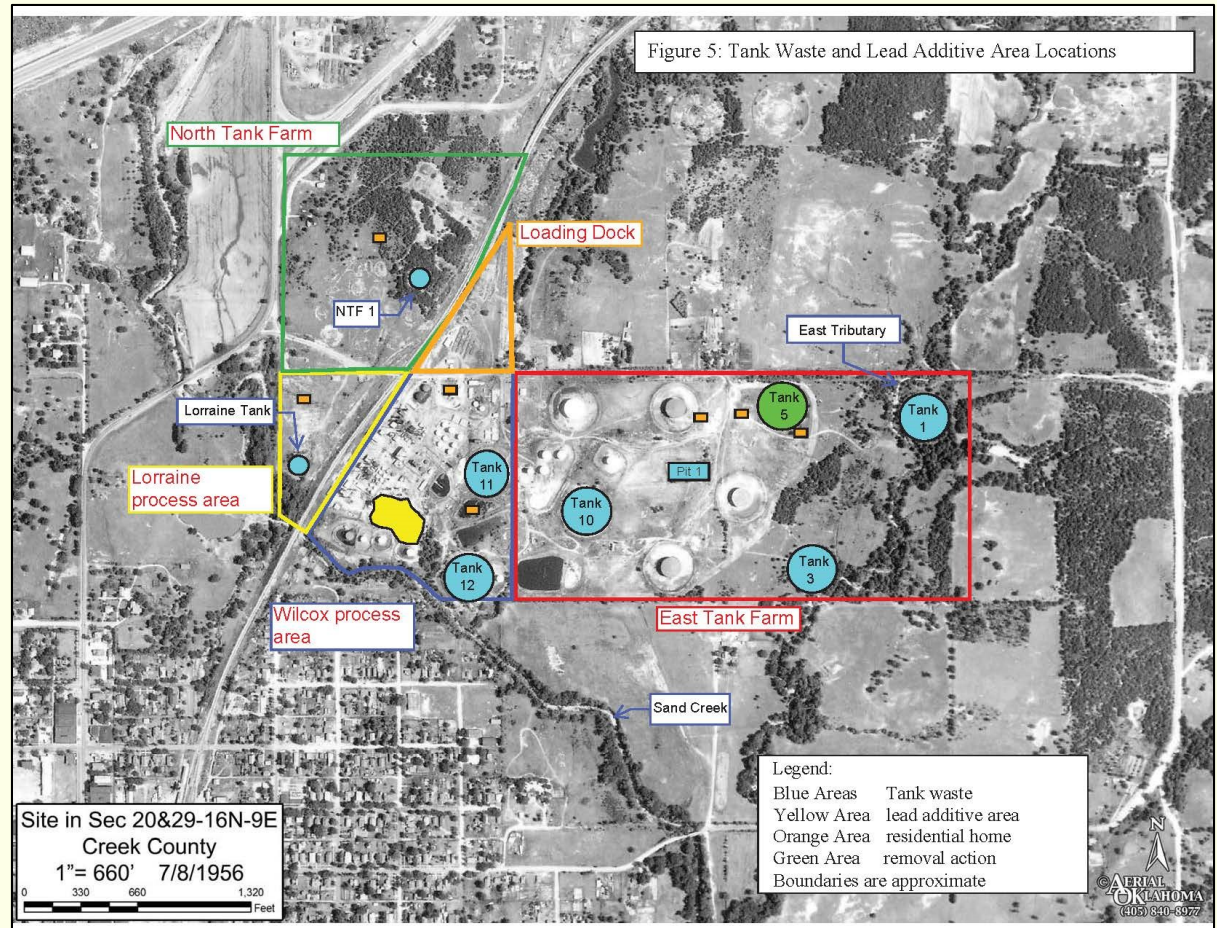 Figure 5: Tank Waste and Lead Additive Area Locations
North Tank Farm
Loading Dock
NTF 1
East Tributary
Lorraine Tank
Tank
5
Tank
1
Lorraine
process area
Tank
11
Pit 1
Tank
10
Tank
12
Tank
3
Wilcox process
area
East Tank Farm
Sand Creek
Legend:
Blue Areas Tank waste
Yellow Area lead additive area
Orange Area residential home
Green Area removal action
Boundaries are approximate
N
©AERIAL
OKLAHOMA
(405) 840-8977
Site in Sec 20&29-16N-9E
Creek County
1"= 660' 7/8/1956
0 330 660 1,320
Feet